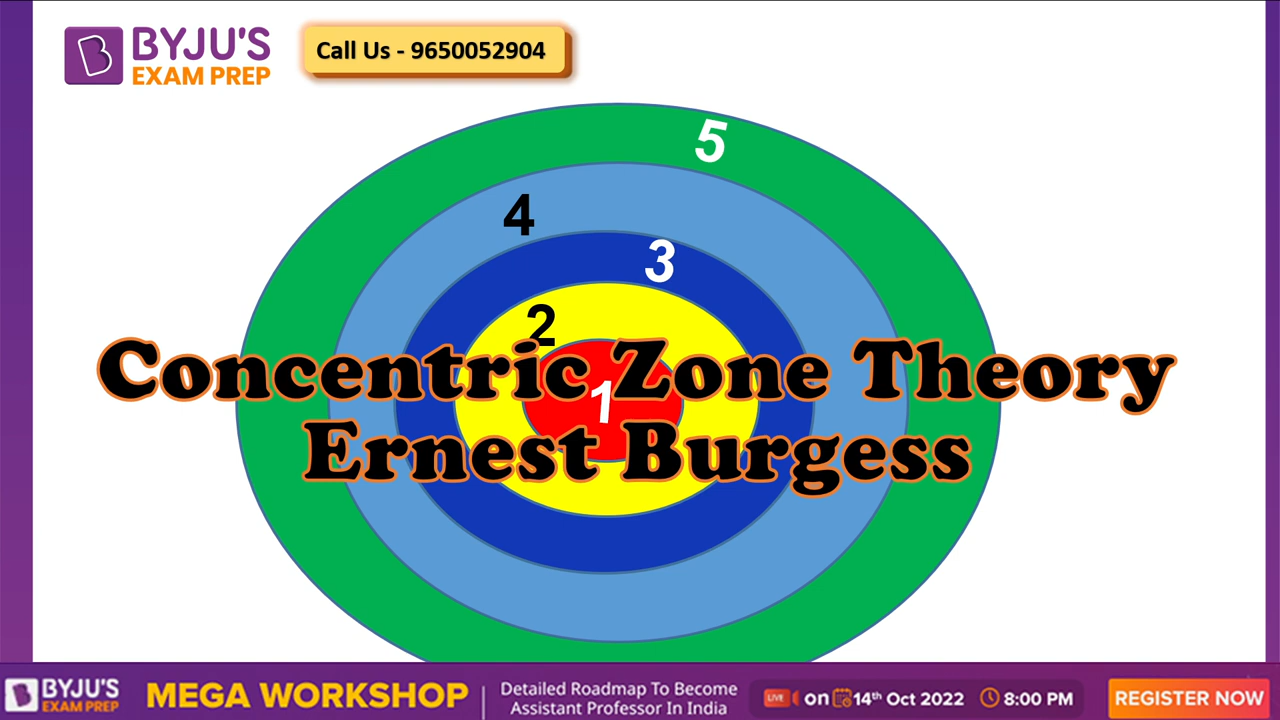 BYJU'S
EXAM PREP
Call Us - 9650052904
5
4
3
2
Concentric Zone Theory
1
Ernest Burgess
BYJU'S
EXAM PREP
MEGA WORKSHOP
Detailed Roadmap To Become
Assistant Professor In India
LIVE on 14th Oct 2022 8:00 PM
REGISTER NOW